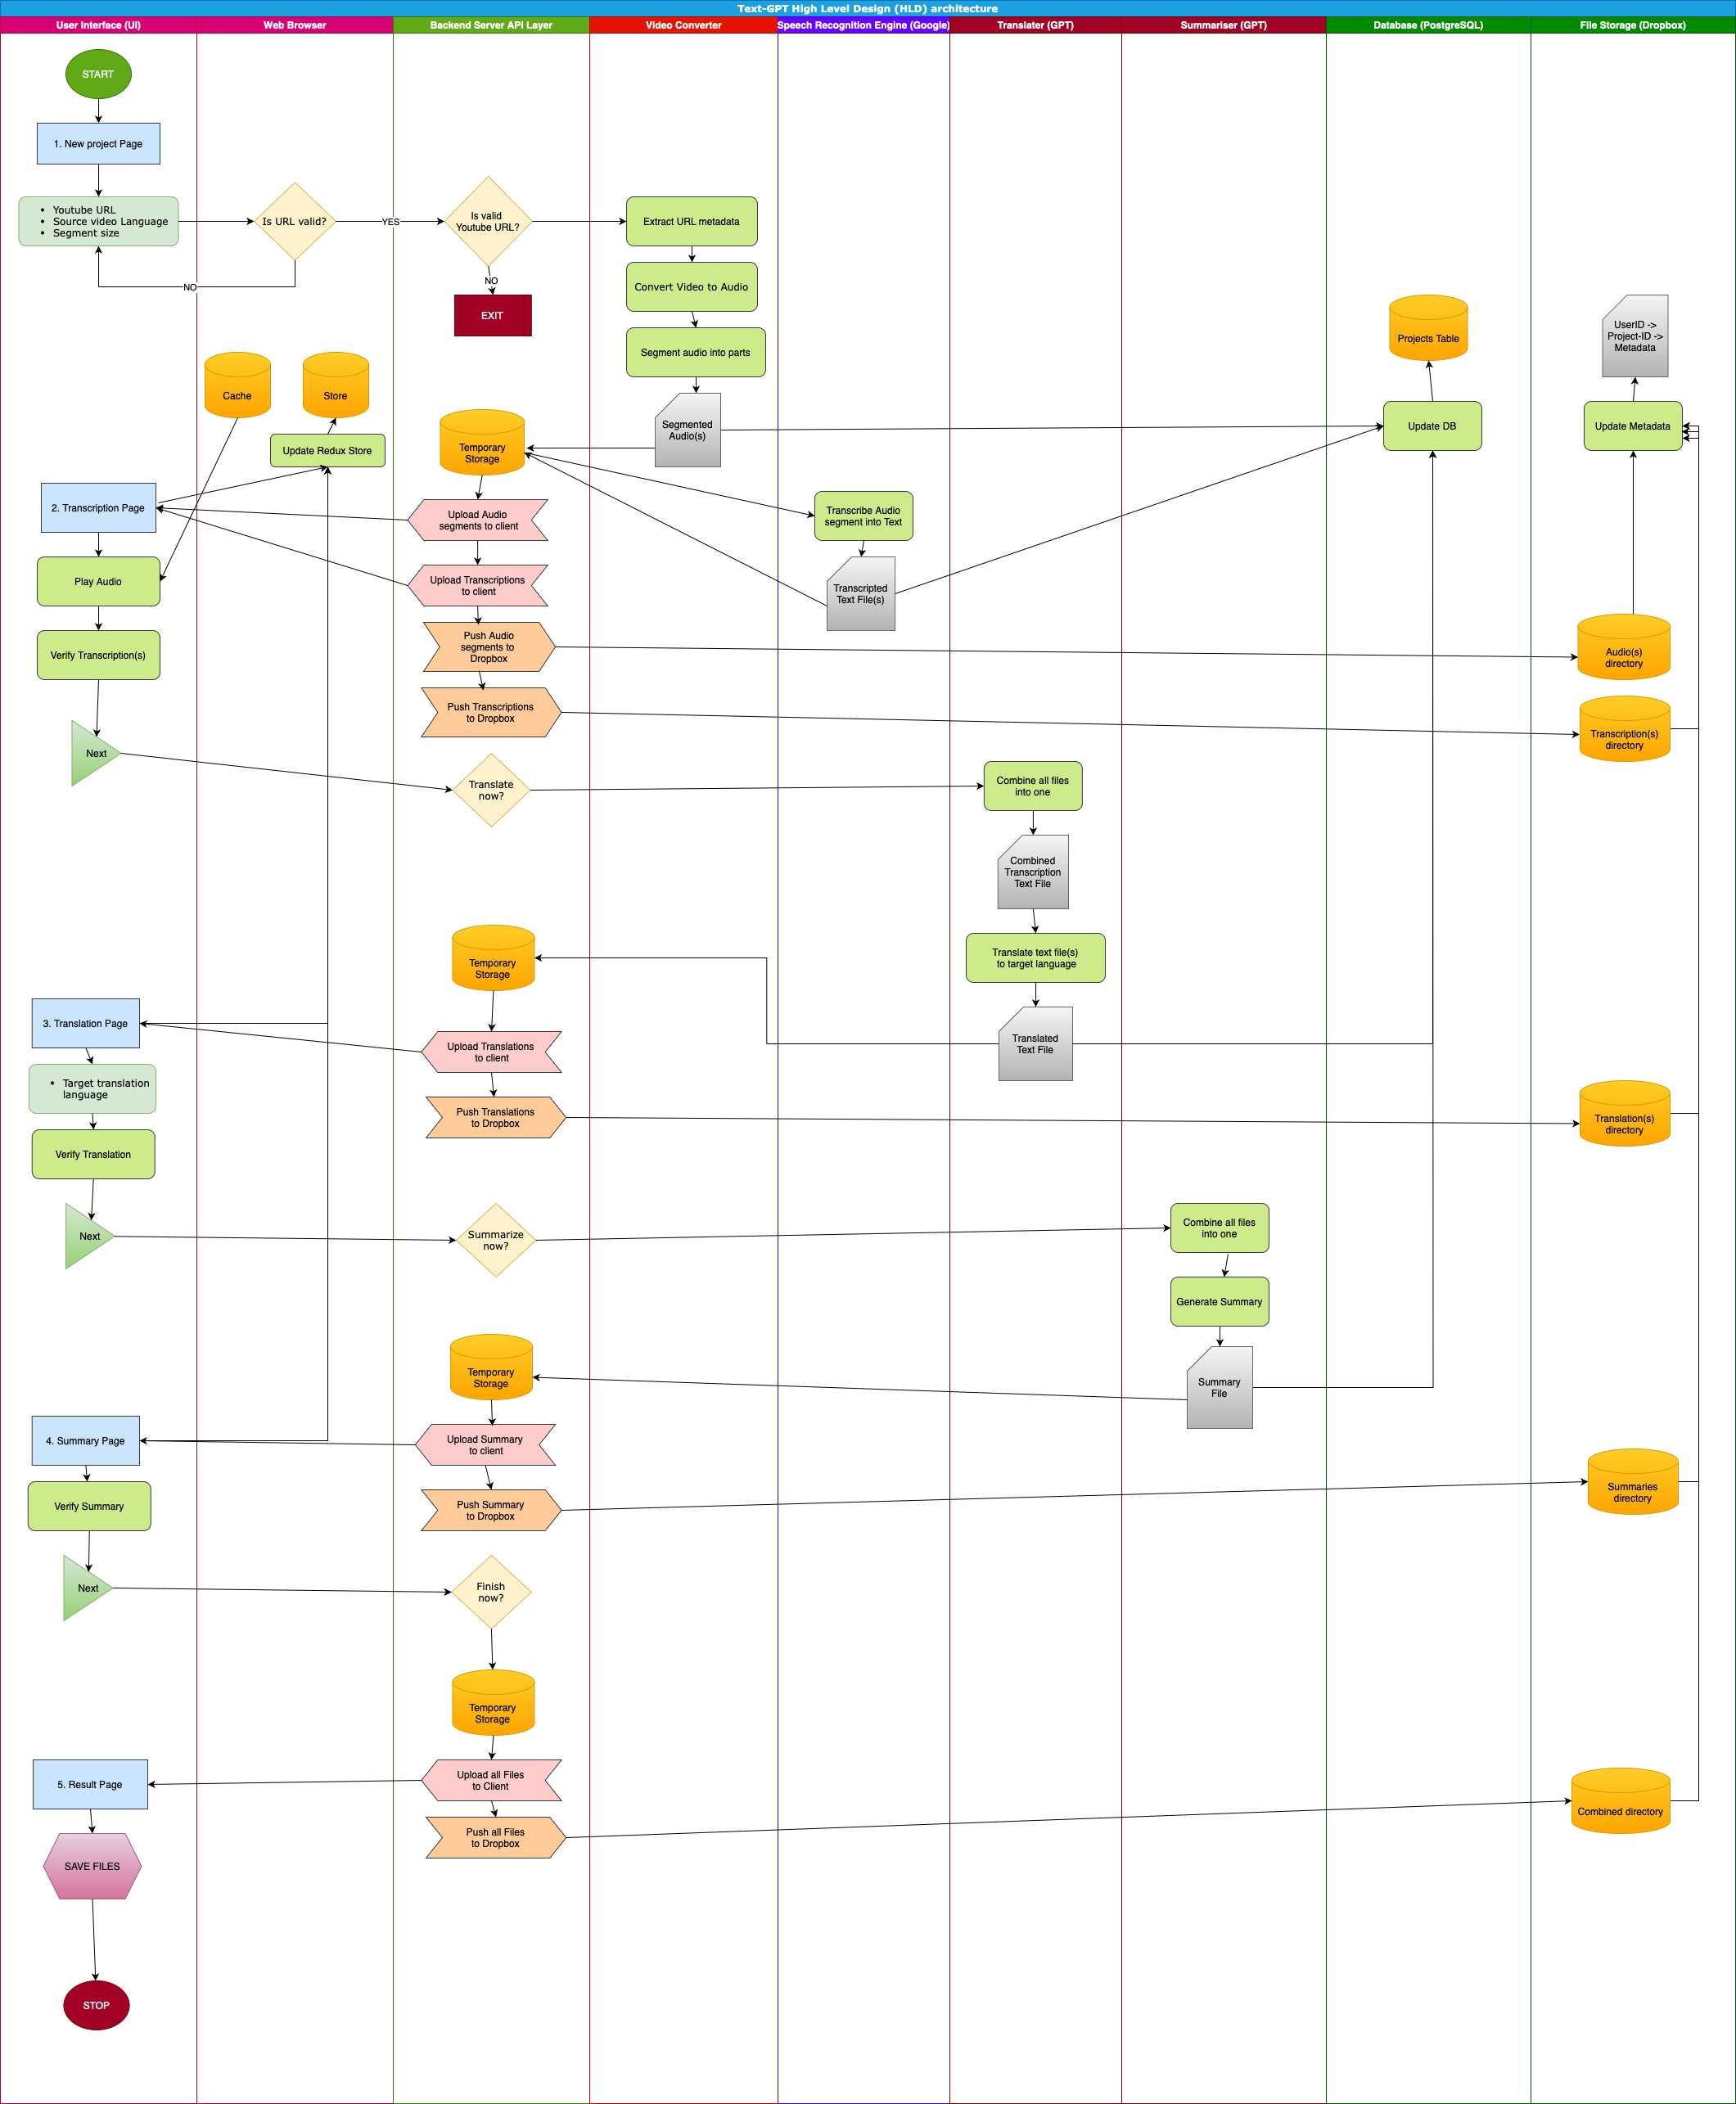 Text-GPT High Level Design (HLD) architecture
User Interface (UI)
Web Browser
Backend Server API Layer
Video Converter
Speech Recognition Engine (Google)
Translater (GPT)
Summariser (GPT)
Database (PostgreSQL)
File Storage (Dropbox)
START
1. New project Page
• Youtube URL
• Source video Language
• Segment size
Is URL valid?
YES
NO
Is valid
Youtube URL?
NO
EXIT
Extract URL metadata
Convert Video to Audio
Segment audio into parts
Segmented
Audio(s)
Projects Table
UserID ->
Project-ID ->
Metadata
Cache
Store
Update Redux Store
Temporary
Storage
Update DB
Update Metadata
2. Transcription Page
Upload Audio
segments to client
Transcribe Audio
segment into Text
Play Audio
Upload Transcriptions
to client
Transcripted
Text File(s)
Verify Transcription(s)
Push Audio
segments to
Dropbox
Audio(s)
directory
Push Transcriptions
to Dropbox
Transcription(s)
directory
Next
Translate
now?
Combine all files
into one
Combined
Transcription
Text File
Temporary
Storage
Translate text file(s)
to target language
3. Translation Page
Upload Translations
to client
Translated
Text File
• Target translation
language
Push Translations
to Dropbox
Translation(s)
directory
Verify Translation
Next
Summarize
now?
Combine all files
into one
Generate Summary
Temporary
Storage
Summary
File
4. Summary Page
Upload Summary
to client
Verify Summary
Push Summary
to Dropbox
Summaries
directory
Next
Finish
now?
Temporary
Storage
5. Result Page
Upload all Files
to Client
Push all Files
to Dropbox
Combined directory
SAVE FILES
STOP